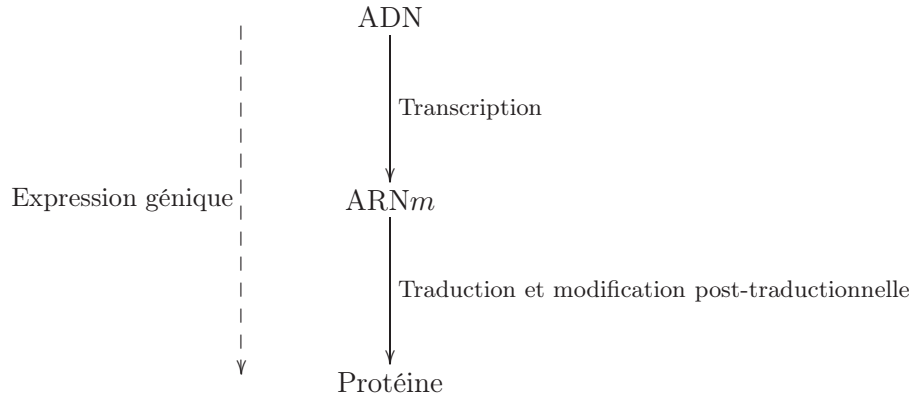 ADN
Transcription
Expression génique
ARNm
Traduction et modification post-traductionnelle
Protéine